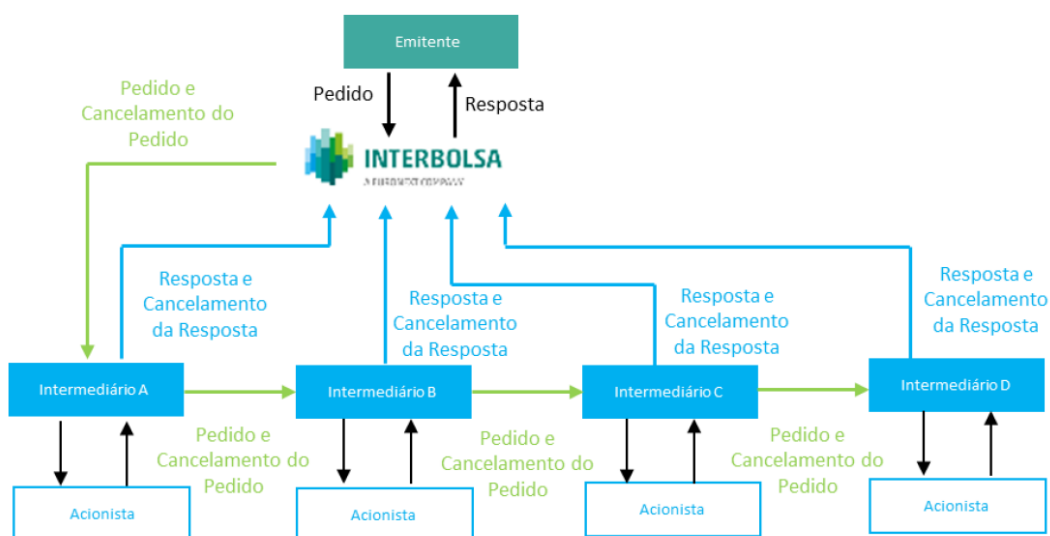 Emitente
Pedido e
Cancelamento do
Pedido
Pedido
Resposta
INTERBOLSA
A EURONEXT COMPANY
Resposta e
Cancelamento
da Resposta
Resposta e
Cancelamento
da Resposta
Resposta e
Cancelamento
da Resposta
Resposta e
Cancelamento
da Resposta
Intermediário A
Intermediário B
Intermediário C
Intermediário D
Pedido e
Cancelamento do
Pedido
Pedido e
Cancelamento do
Pedido
Pedido e
Cancelamento do
Pedido
Acionista
Acionista
Acionista
Acionista